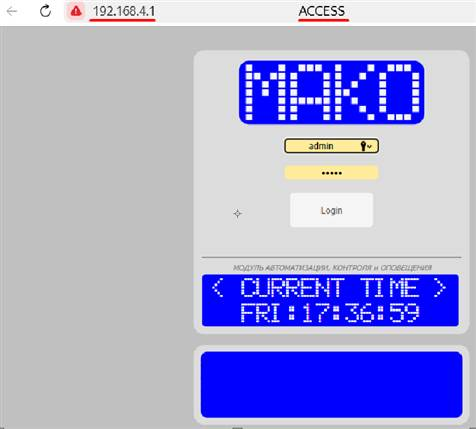 192.168.4.1 ACCESS
MAKO
admin
•••••
Login
МОДУЛЬ АВТОМАТИЗАЦИИ, КОНТРОЛЯ и ОПОВЕЩЕНИЯ
< CURRENT TIME >
FRI:17:36:59